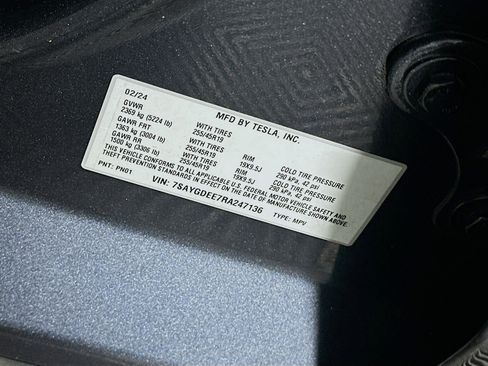 MFD BY TESLA, INC.
02/24
GVWR
2369 kg (5224 lb) WITH TIRES
GAWR FRT 255/45R19 RIM COLD TIRE PRESSURE
1363 kg (3004 lb) WITH TIRES 19X9.5J 290 kPa, 42 psi
GAWR RR 255/45R19 RIM COLD TIRE PRESSURE
1500 kg (3306 lb) WITH TIRES 19X9.5J 290 kPa, 42 psi
255/45R19
THIS VEHICLE CONFORMS TO ALL APPLICABLE U.S. FEDERAL MOTOR VEHICLE SAFETY AND
PREVENTION STANDARDS IN EFFECT ON THE DATE OF MANUFACTURE SHOWN ABOVE.
PNT: PN01
VIN: 7SAYGDEE7RA247136 TYPE: MPV